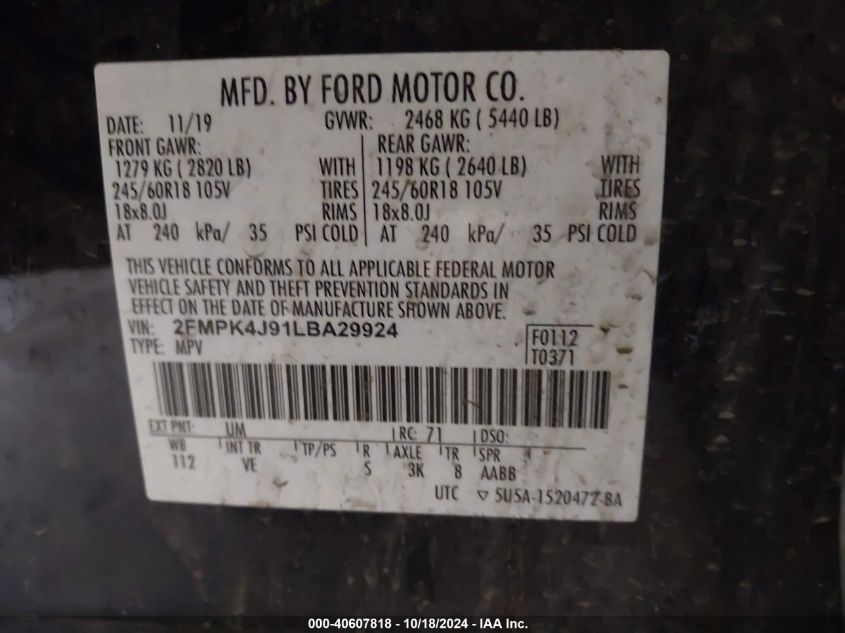 MFD. BY FORD MOTOR CO.
DATE: 11/19 GVWR: 2468 KG ( 5440 LB)
FRONT GAWR: REAR GAWR:
1279 KG ( 2820 LB) WITH 1198 KG ( 2640 LB) WITH
245/60R18 105V TIRES 245/60R18 105V TIRES
18x8.0J RIMS 18x8.0J RIMS
AT 240 kPa/ 35 PSI COLD AT 240 kPa/ 35 PSI COLD
THIS VEHICLE CONFORMS TO ALL APPLICABLE FEDERAL MOTOR
VEHICLE SAFETY AND THEFT PREVENTION STANDARDS IN
EFFECT ON THE DATE OF MANUFACTURE SHOWN ABOVE.
VIN: 2FMPK4J91LBA29924
TYPE: MPV
F0112
T0371
EXT PNT: UM RC: 71 DSO:
WB INT TR TP/PS R AXLE TR SPR
112 VE S 3K 8 AABB
UTC ▽ 5U5A-1520472-BA
000-40607818 - 10/18/2024 - IAA Inc.